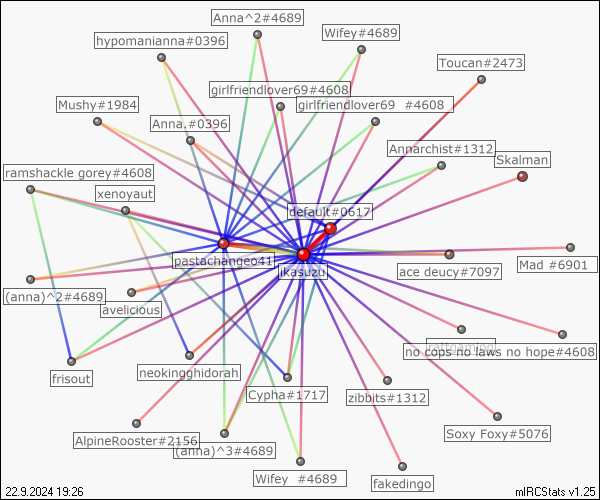 Anna^2#4689
Wifey#4689
hypomanianna#0396
Toucan#2473
girlfriendlover69#4608
girlfriendlover69 #4608
Mushy#1984
Anna,#0396
Annarchist#1312
Skalman
ramshackle gorey#4608
xenoyaut
default#0617
pastachangeo41
jkasuzu
ace deucy#7097
Mad #6901
(anna)^2#4689
avelicious
no cops no laws no hope#4608
frisout
neokingghidorah
Cypha#1717
zibbits#1312
Soxy Foxy#5076
AlpineRooster#2156
(anna)^3#4689
Wifey #4689
fakedingo
22.9.2024 19:26
mIRCStats v1.25